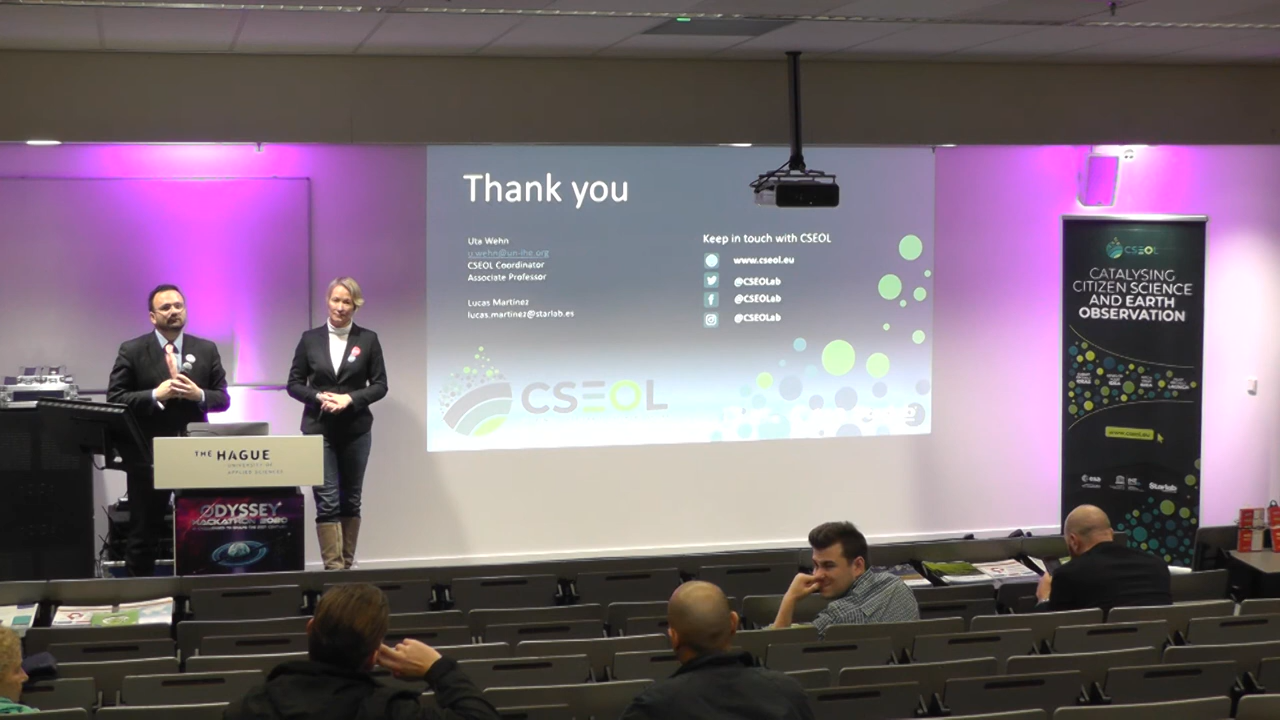 Thank you
Uta Wehn
u.wehn@un-ihe.org
CSEOL Coordinator
Associate Professor
Lucas Martinez
lucas.martinez@starlab.es
Keep in touch with CSEOL
www.cseol.eu
@CSEOLab
@CSEOLab
@CSEOLab
CSEOL
CSEOL
CATALYSING
CITIZEN SCIENCE
AND EARTH
OBSERVATION
www.cseol.eu
esa
Starlab
THE HAGUE
UNIVERSITY OF
APPLIED SCIENCES
ODYSSEY
HACKATHON 2020